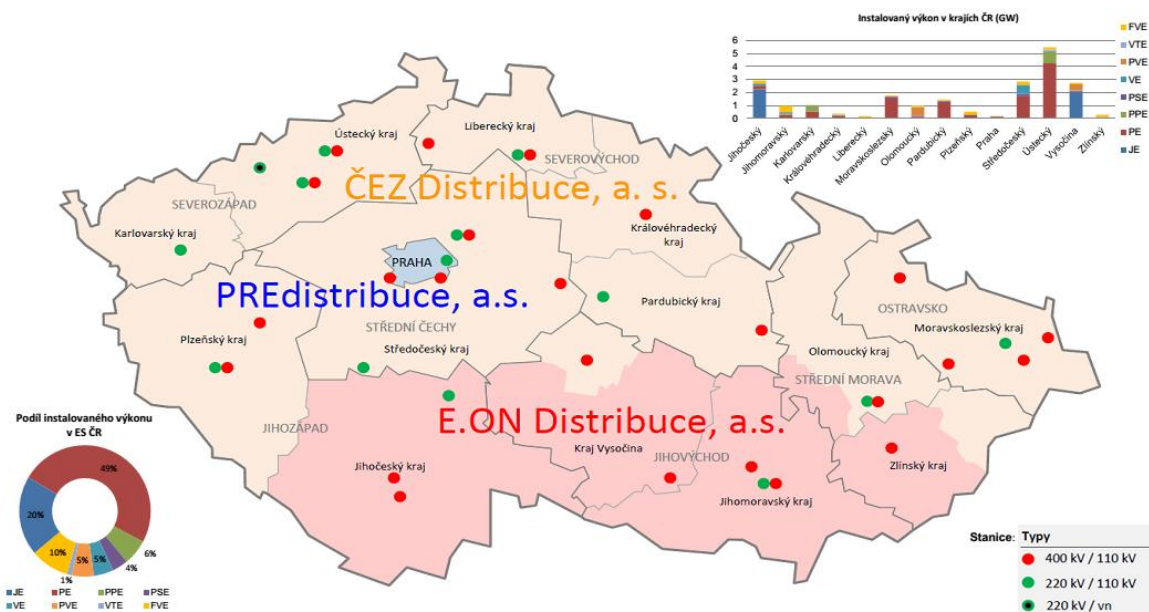 Instalovaný výkon v krajích ČR (GW)
6
5
4
3
2
1
0
Jihočeský
Jihomoravský
Karlovarský
Královéhradecký
Liberecký
Moravskoslezský
Olomoucký
Pardubický
Plzeňský
Praha
Středočeský
Ústecký
Vysočina
Zlínský
FVE
VTE
PVE
VE
PSE
PPE
PE
JE
Ústecký kraj
Liberecký kraj
SEVEROVÝCHOD
ČEZ Distribuce, a. s.
SEVEROZÁPAD
Karlovarský kraj
Královéhradecký
kraj
PRAHA
PREdistribuce, a.s.
Pardubický kraj
OSTRAVSKO
STŘEDNÍ ČECHY
Moravskoslezský kraj
Plzeňský kraj
Středočeský kraj
Olomoucký kraj
STŘEDNÍ MORAVA
E.ON Distribuce, a.s.
JIHOZÁPAD
Kraj Vysočina
JIHOVÝCHOD
Jihočeský kraj
Zlínský kraj
Jihomoravský kraj
Podíl instalovaného výkonu
v ES ČR
49%
20%
10%
1%
5%
5%
4%
6%
JE PE PPE PSE
VE PVE VTE FVE
Stanice: Typy
400 kV / 110 kV
220 kV / 110 kV
220 kV / vn